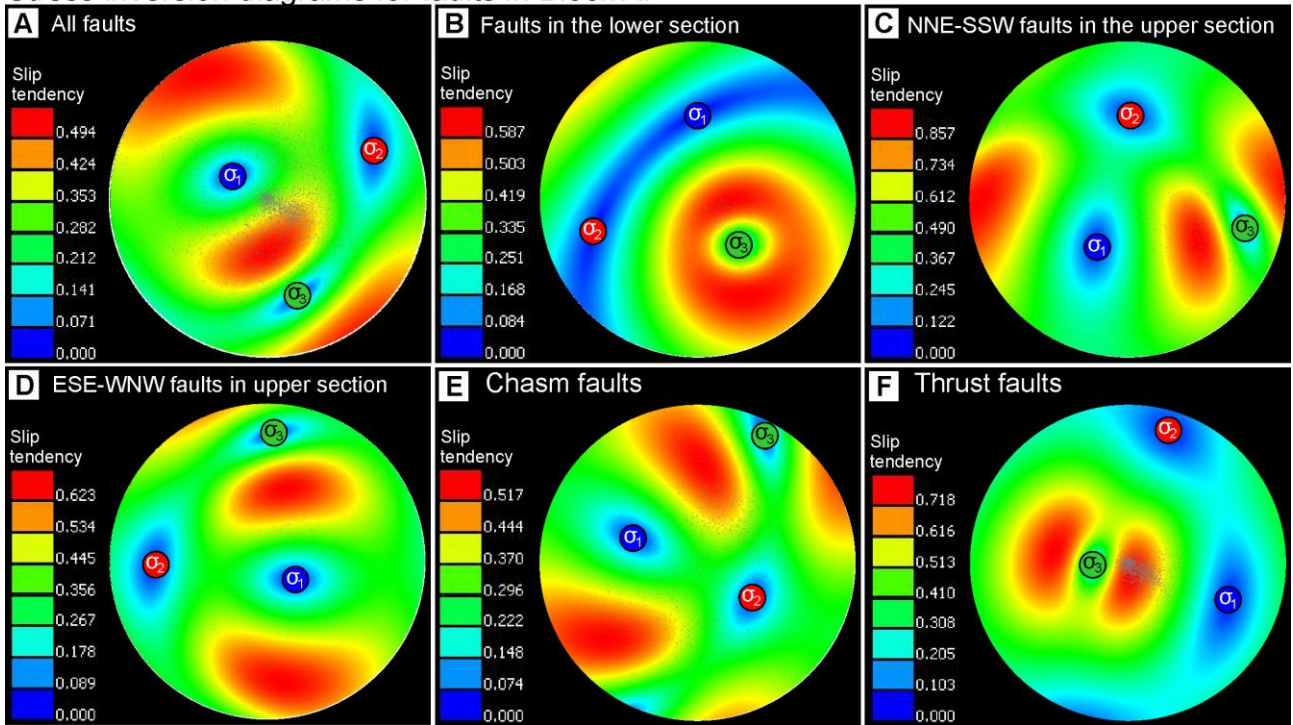 Stress inversion diagrams for faults in
A All faults
Slip
tendency
0.494
0.424
0.353
0.282
0.212
0.141
0.071
0.000
σ1
σ2
σ3
B Faults in the lower section
Slip
tendency
0.587
0.503
0.419
0.335
0.251
0.168
0.084
0.000
σ1
σ2
σ3
C NNE-SSW faults in the upper section
Slip
tendency
0.857
0.734
0.612
0.490
0.367
0.245
0.122
0.000
σ2
σ3
σ1
D ESE-WNW faults in upper section
Slip
tendency
0.623
0.534
0.445
0.356
0.267
0.178
0.089
0.000
σ3
σ2
σ1
E Chasm faults
Slip
tendency
0.517
0.444
0.370
0.296
0.222
0.148
0.074
0.000
σ3
σ1
σ2
F Thrust faults
Slip
tendency
0.718
0.616
0.513
0.410
0.308
0.205
0.103
0.000
σ2
σ3
σ1